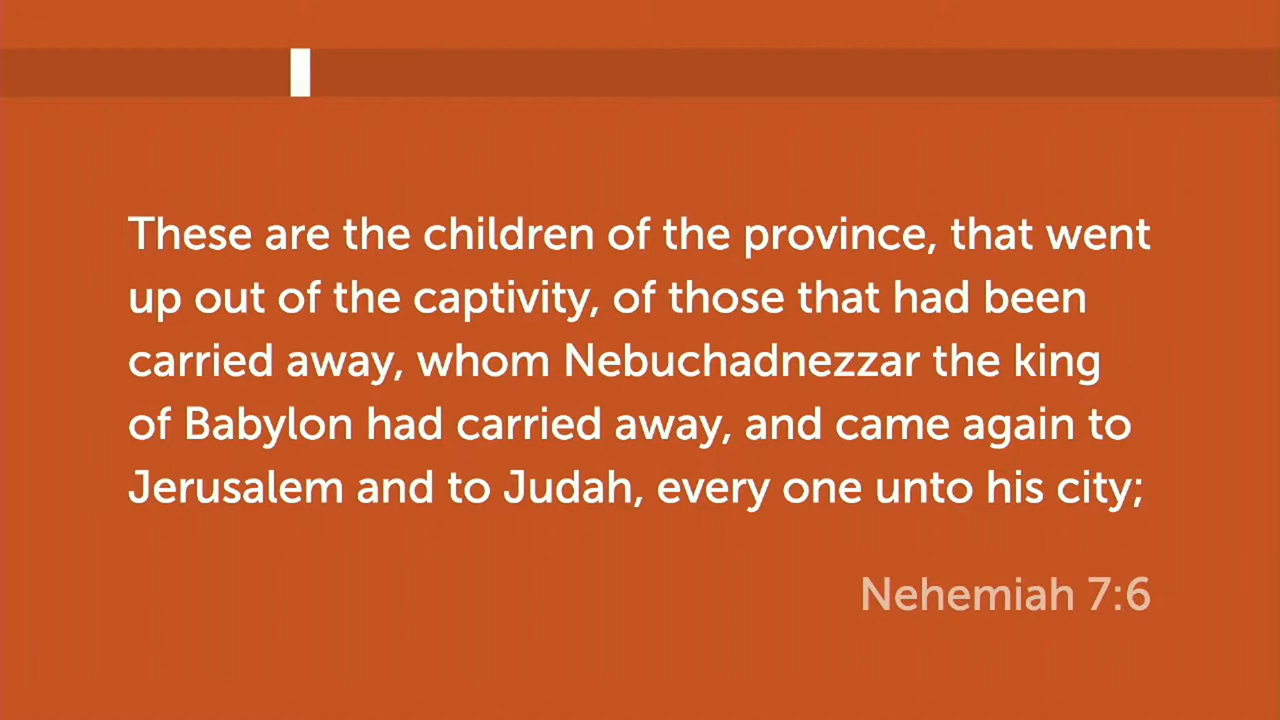 These are the children of the province, that went
up out of the captivity, of those that had been
carried away, whom Nebuchadnezzar the king
of Babylon had carried away, and came again to
Jerusalem and to Judah, every one unto his city;
Nehemiah 7:6